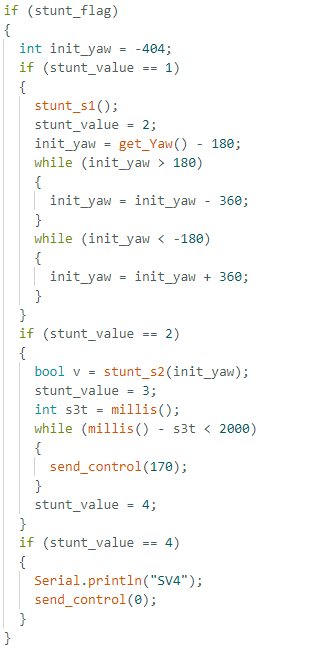 if (stunt_flag)
{
  int init_yaw = -404;
  if (stunt_value == 1)
  {
    stunt_s1();
    stunt_value = 2;
    init_yaw = get_Yaw() - 180;
    while (init_yaw > 180)
    {
      init_yaw = init_yaw - 360;
    }
    while (init_yaw < -180)
    {
      init_yaw = init_yaw + 360;
    }
  }
  if (stunt_value == 2)
  {
    bool v = stunt_s2(init_yaw);
    stunt_value = 3;
    int s3t = millis();
    while (millis() - s3t < 2000)
    {
      send_control(170);
    }
    stunt_value = 4;
  }
  if (stunt_value == 4)
  {
    Serial.println("SV4");
    send_control(0);
  }
}